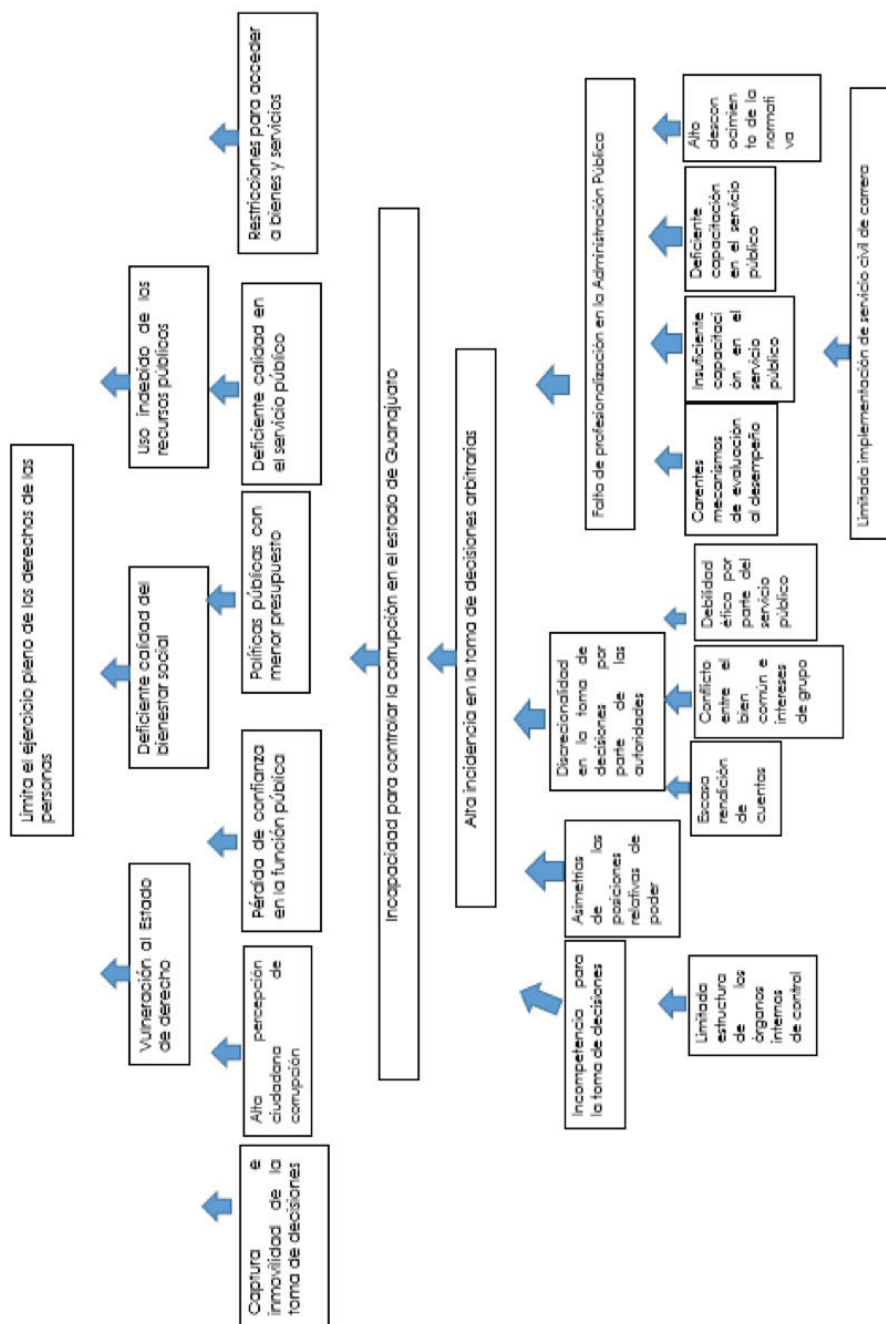 Limita el ejercicio pleno de los derechos de las
personas
Vulneración al Estado
de derecho
Deficiente calidad del
bienestar social
Uso indebido de los
recursos públicos
Captura e
inmovilidad de la
toma de decisiones
Alta percepción
ciudadana de
corrupción
Pérdida de confianza
en la función pública
Políticas públicas con
menor presupuesto
Deficiente calidad en
el servicio público
Restricciones para acceder
a bienes y servicios
Incapacidad para controlar la corrupción en el estado de Guanajuato
Alta incidencia en la toma de decisiones arbitrarias
Incompetencia para
la toma de decisiones
Asimetrías de las
posiciones
relativas de
poder
Discrecionalidad
en la toma de
decisiones por
parte de las
autoridades
Falta de profesionalización en la Administración Pública
Limitada
estructura
de los
órganos
internos
de control
Escasa
rendición
de
cuentas
Conflicto
entre el
bien
común e
intereses
de grupo
Debilidad
ética por
parte del
servicio
público
Carentes
mecanismos
de evaluación
al desempeño
Insuficiente
capacitaci
ón en el
servicio
público
Deficiente
capacitación
en el servicio
público
Alto
descon
ocimien
to de la
normati
va
Limitada implementación de servicio civil de carrera